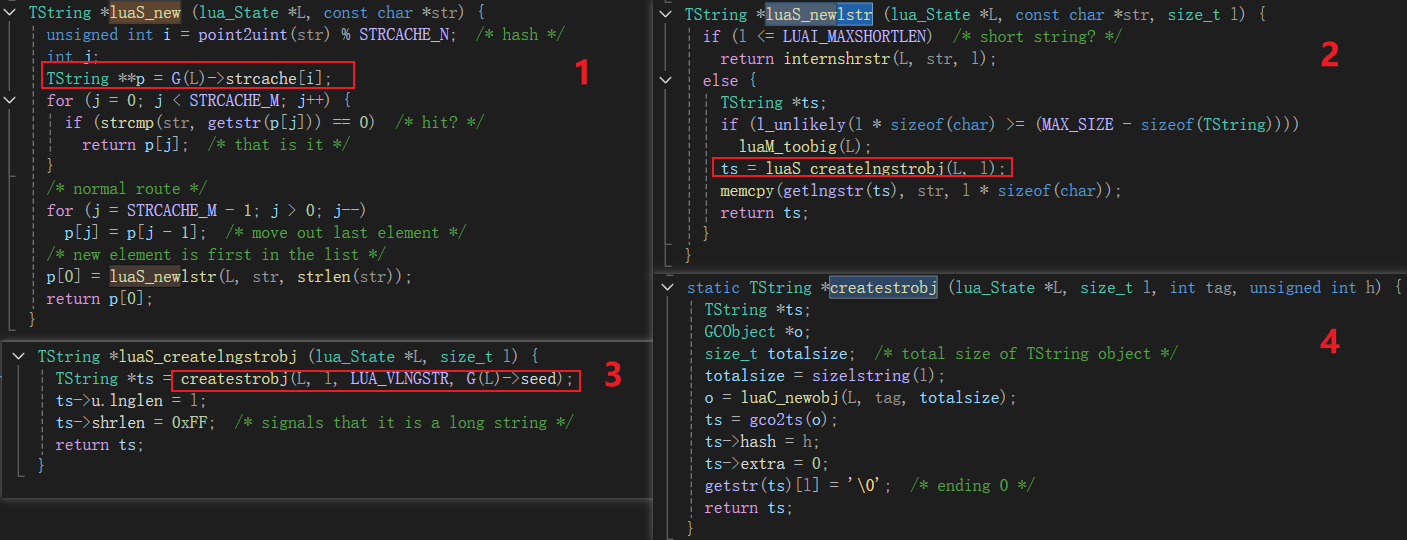 TString *luaS_new (lua_State *L, const char *str) {
unsigned int i = point2uint(str) % STRCACHE_N;  /* hash */
int j;
TString **p = G(L)->strcache[i];
for (j = 0; j < STRCACHE_M; j++) {
if (strcmp(str, getstr(p[j])) == 0)  /* hit? */
return p[j];  /* that is it */
}
/* normal route */
for (j = STRCACHE_M - 1; j > 0; j--)
p[j] = p[j - 1];  /* move out last element */
/* new element is first in the list */
p[0] = luaS_newlstr(L, str, strlen(str));
return p[0];
}
1
TString *luaS_newlstr (lua_State *L, const char *str, size_t l) {
if (l <= LUAI_MAXSHORTLEN)  /* short string? */
return internshrstr(L, str, l);
else {
TString *ts;
if (l_unlikely(l * sizeof(char) >= (MAX_SIZE - sizeof(TString))))
luaM_toobig(L);
ts = luaS_createlngstrobj(L, l);
memcpy(getlngstr(ts), str, l * sizeof(char));
return ts;
}
}
2
TString *luaS_createlngstrobj (lua_State *L, size_t l) {
TString *ts = createstrobj(L, l, LUA_VLNGSTR, G(L)->seed);
ts->u.lnglen = l;
ts->shrlen = 0xFF;  /* signals that it is a long string */
return ts;
}
3
static TString *createstrobj (lua_State *L, size_t l, int tag, unsigned int h) {
TString *ts;
GCObject *o;
size_t totalsize;  /* total size of TString object */
totalsize = sizelstring(l);
o = luaC_newobj(L, tag, totalsize);
ts = gco2ts(o);
ts->hash = h;
ts->extra = 0;
getstr(ts)[l] = '\0';  /* ending 0 */
return ts;
}
4